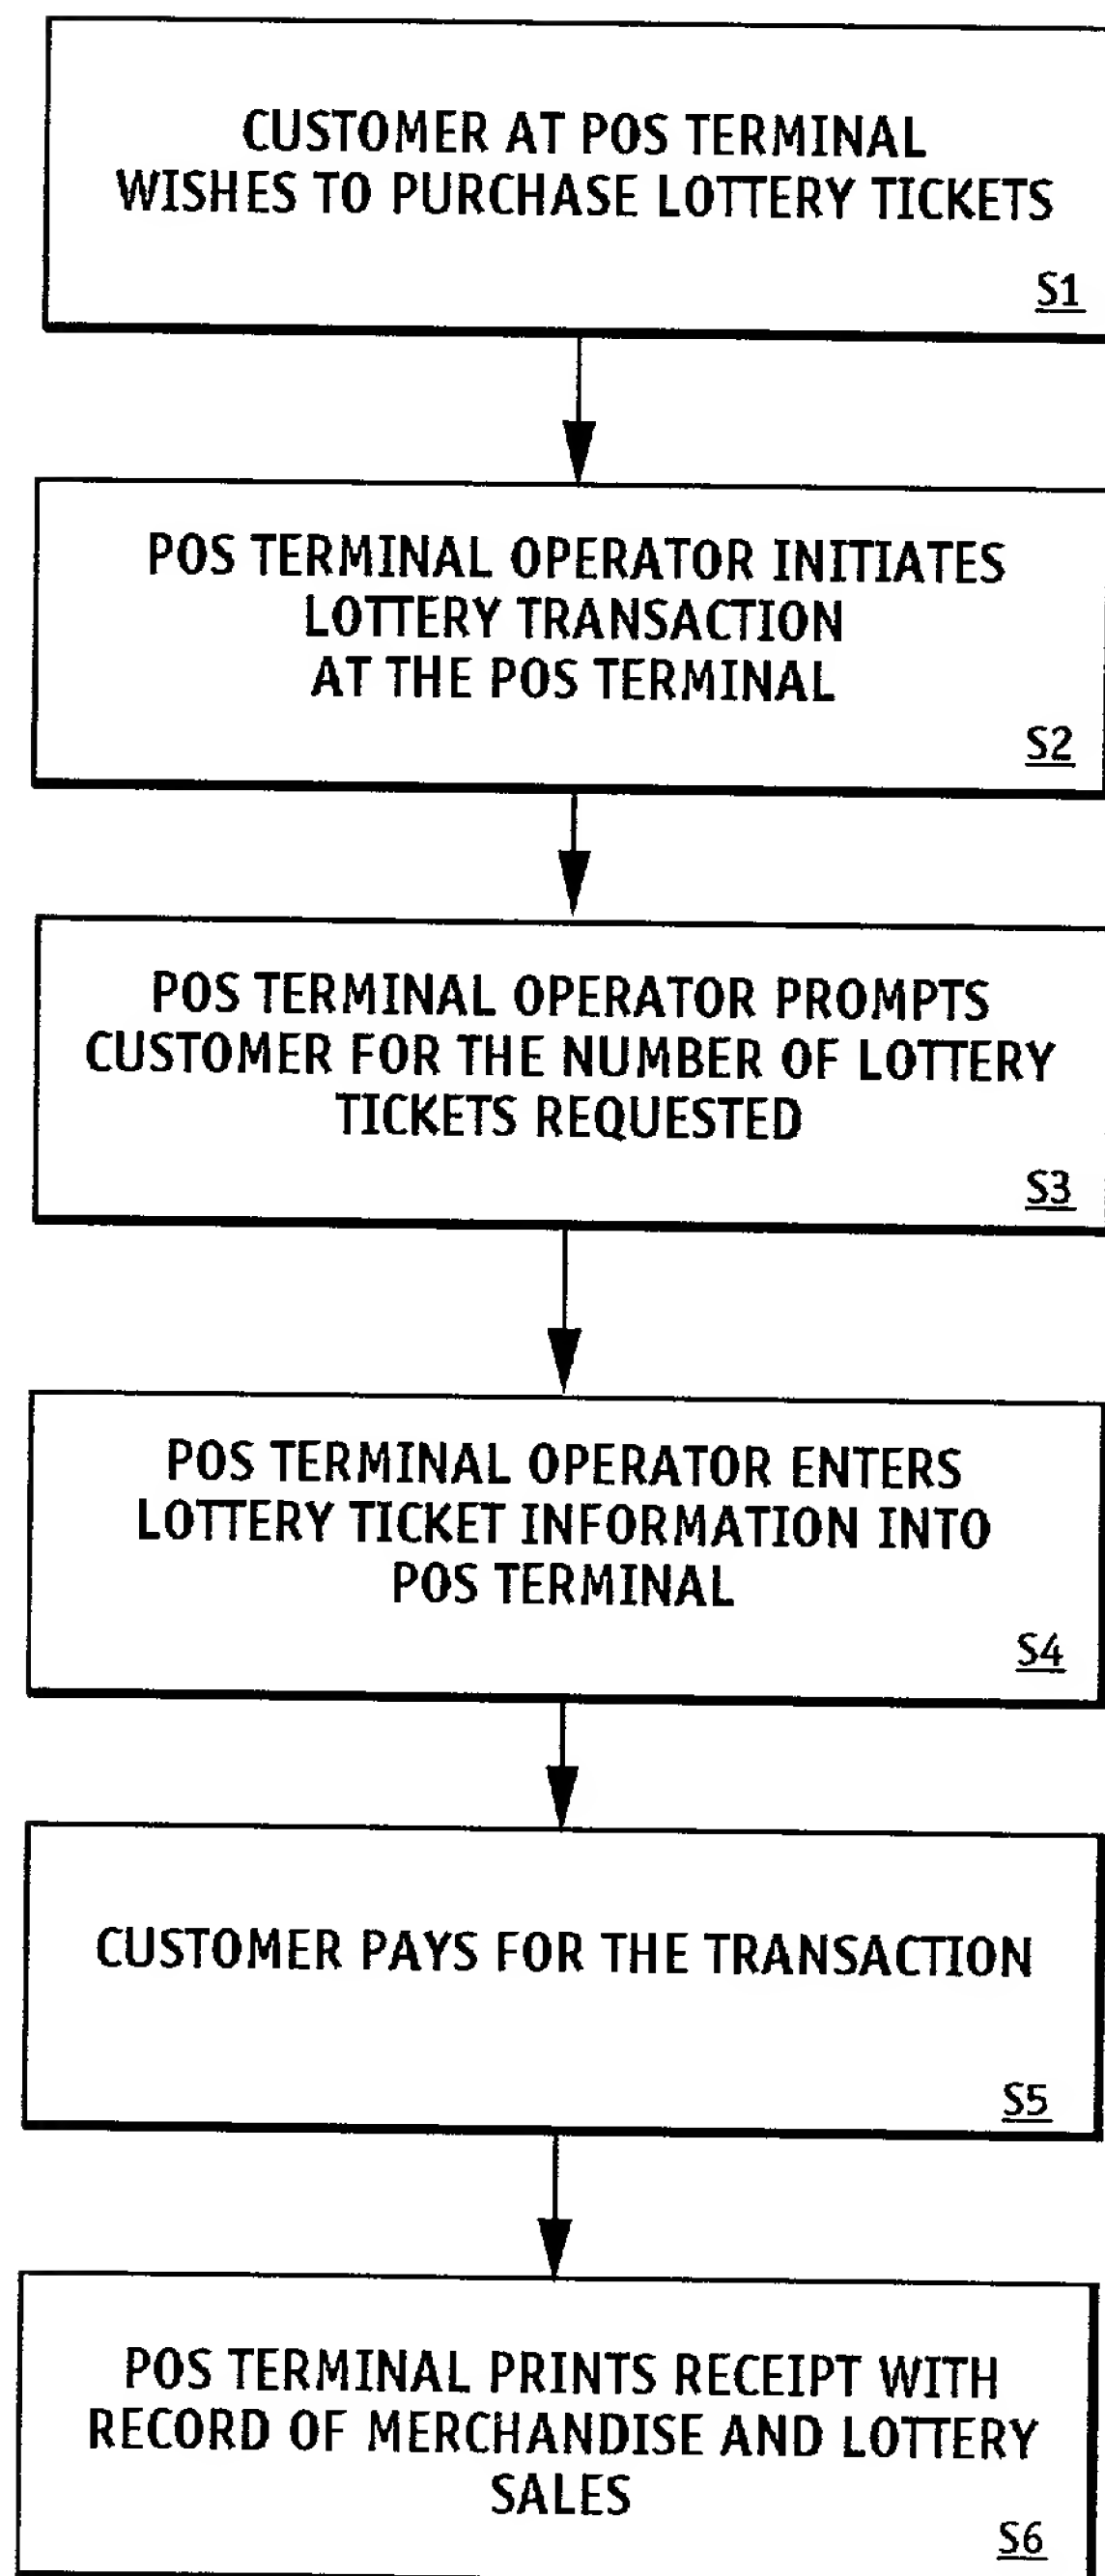 CUSTOMER AT POS TERMINAL
WISHES TO PURCHASE LOTTERY TICKETS
S1
POS TERMINAL OPERATOR INITIATES
LOTTERY TRANSACTION
AT THE POS TERMINAL
S2
POS TERMINAL OPERATOR PROMPTS
CUSTOMER FOR THE NUMBER OF LOTTERY
TICKETS REQUESTED
S3
POS TERMINAL OPERATOR ENTERS
LOTTERY TICKET INFORMATION INTO
POS TERMINAL
S4
CUSTOMER PAYS FOR THE TRANSACTION
S5
POS TERMINAL PRINTS RECEIPT WITH
RECORD OF MERCHANDISE AND LOTTERY
SALES
S6